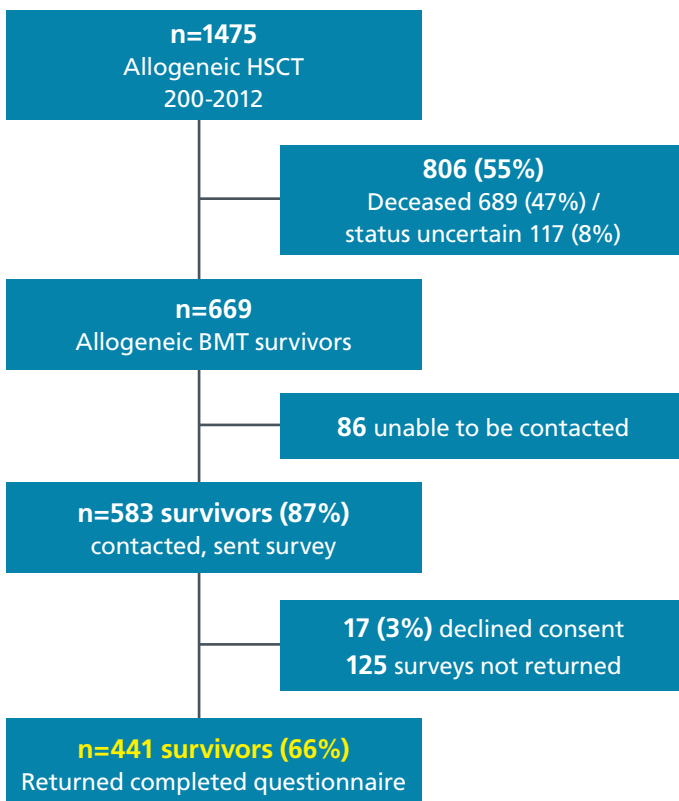 n=1475
Allogeneic HSCT
200-2012
806 (55%)
Deceased 689 (47%) /
status uncertain 117 (8%)
n=669
Allogeneic BMT survivors
86 unable to be contacted
n=583 survivors (87%)
contacted, sent survey
17 (3%) declined consent
125 surveys not returned
n=441 survivors (66%)
Returned completed questionnaire